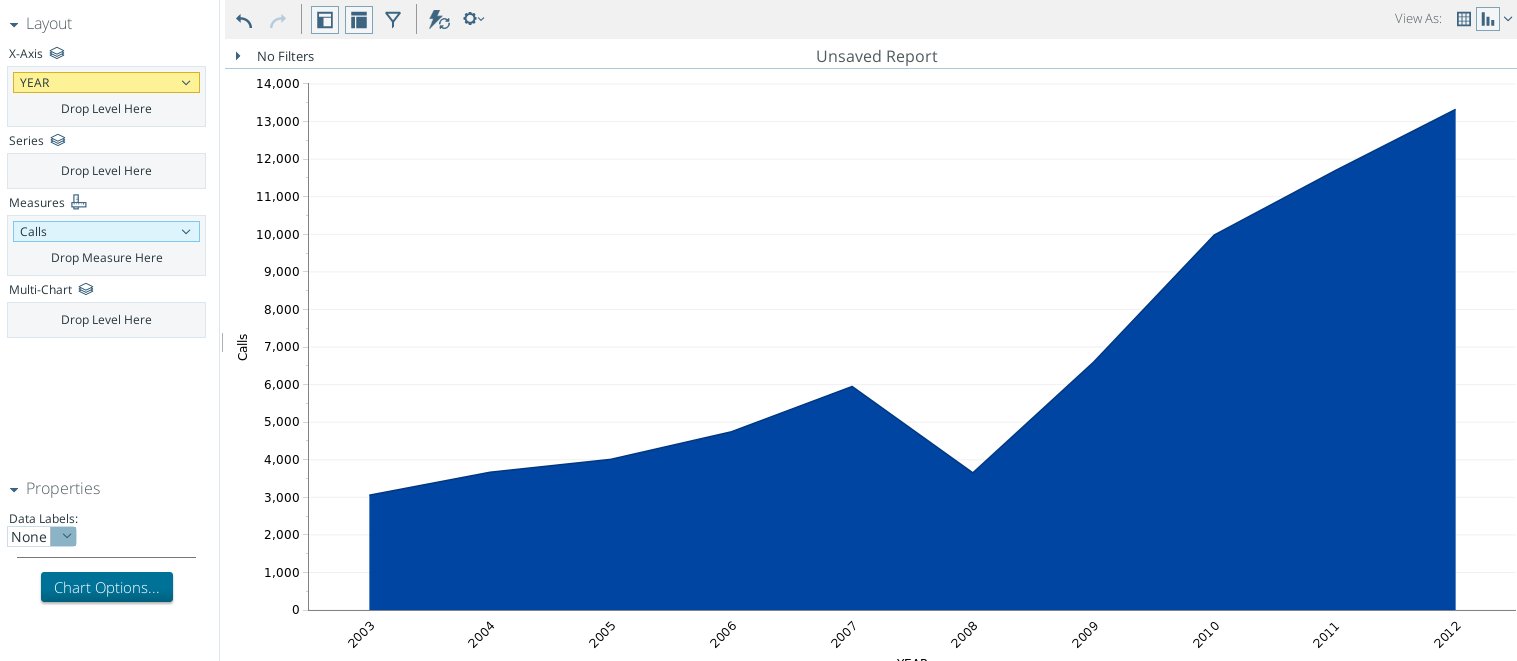 Layout
X-Axis
YEAR
Drop Level Here
Series
Drop Level Here
Measures
Calls
Drop Measure Here
Multi-Chart
Drop Level Here
Properties
Data Labels:
None
Chart Options...
View As:
No Filters
Unsaved Report
14,000
13,000
12,000
11,000
10,000
9,000
8,000
7,000
6,000
5,000
4,000
3,000
2,000
1,000
0
Calls
2003 2004 2005 2006 2007 2008 2009 2010 2011 2012
YEAR